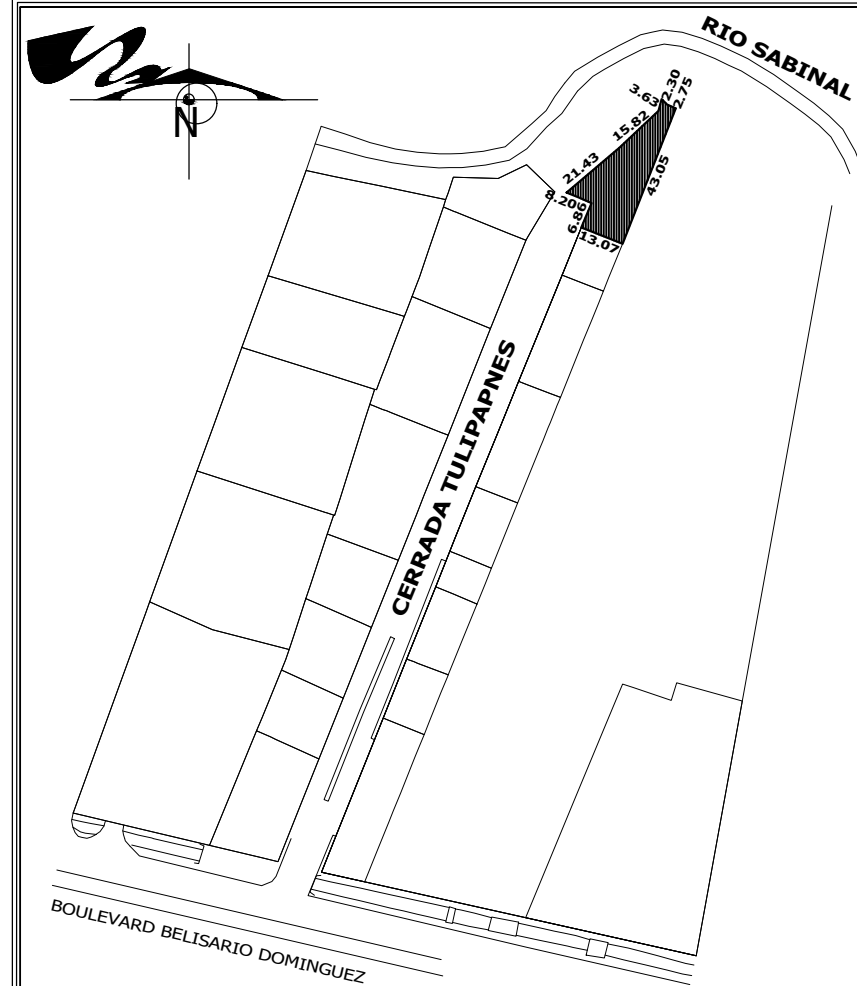 RIO SABINAL
N
2.30
3.63
2.75
15.82
21.43
43.05
8.20
6.86
13.07
CERRADA TULIPAPNES
BOULEVARD BELISARIO DOMINGUEZ